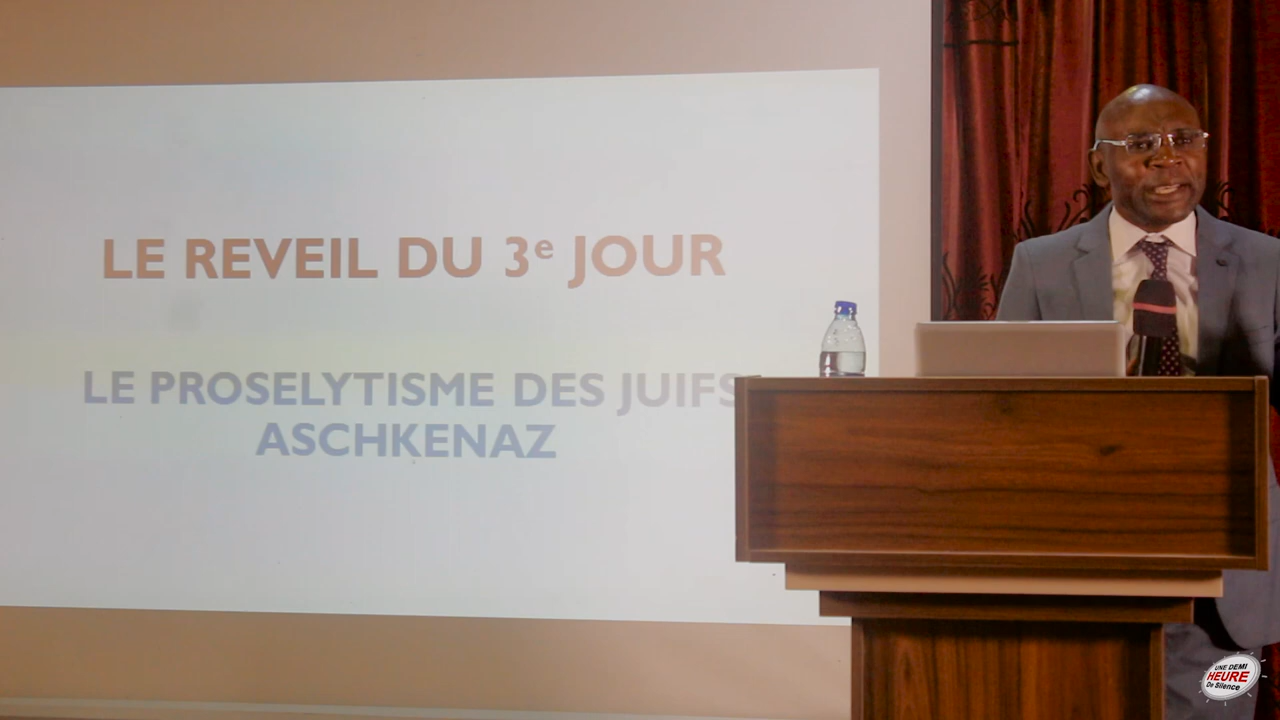 LE REVEIL DU 3e JOUR
LE PROSELYTISME DES JUIFS
ASCHKENAZ
UNE DEMI
HEURE
De Silence